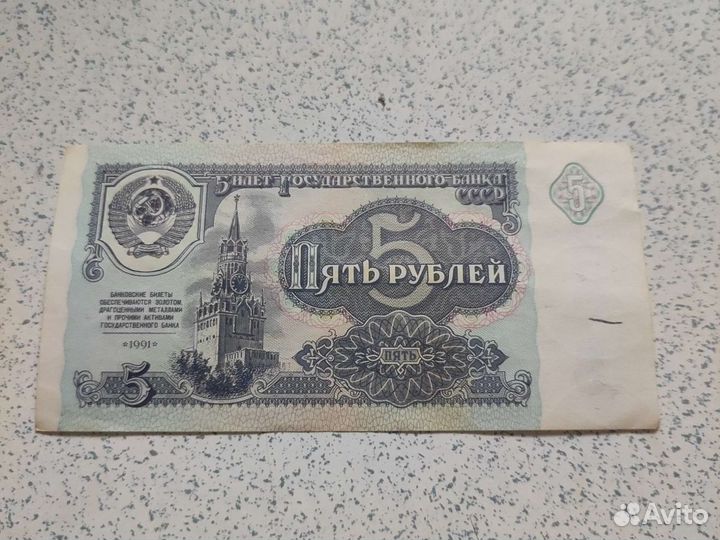 Билет Государственного Банка
СССР
5
5
Пять рублей
БАНКОВСКИЕ БИЛЕТЫ
ОБЕСПЕЧИВАЮТСЯ ЗОЛОТОМ,
ДРАГОЦЕННЫМИ МЕТАЛЛАМИ
И ПРОЧИМИ АКТИВАМИ
ГОСУДАРСТВЕННОГО БАНКА
*1991*
5
ПЯТЬ
Avito